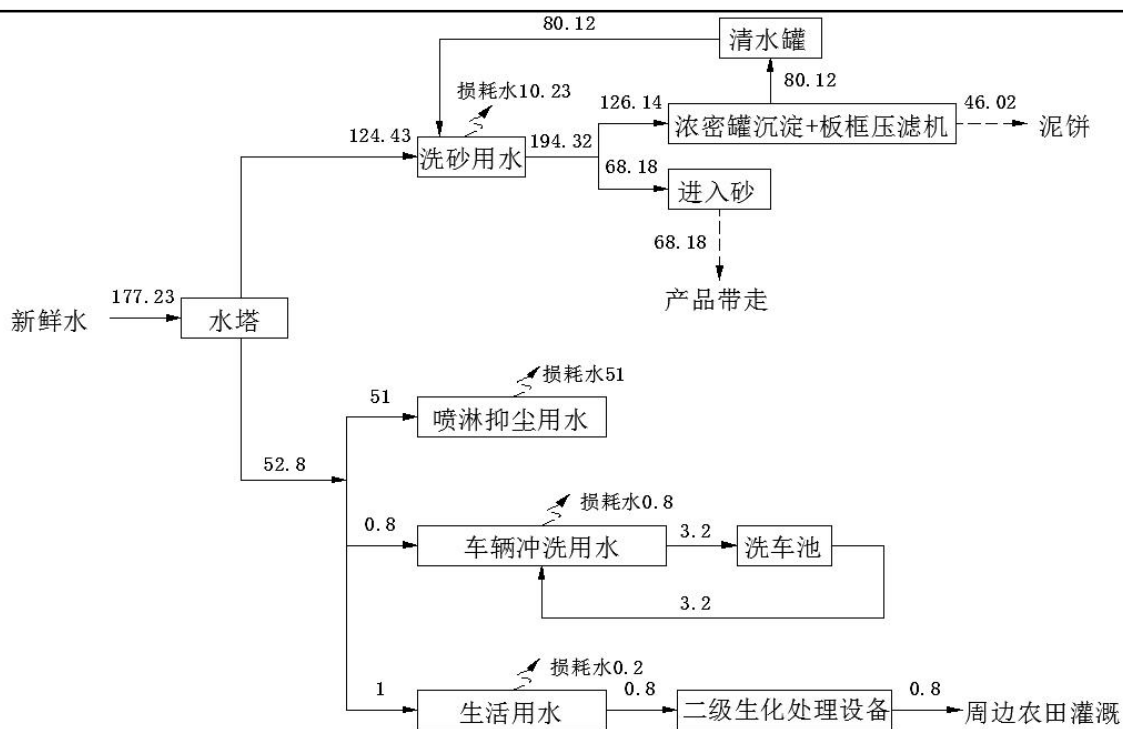 80.12
清水罐
80.12
损耗水10.23
126.14
浓密罐沉淀+板框压滤机
46.02
泥饼
124.43
洗砂用水
194.32
68.18
进入砂
68.18
产品带走
新鲜水
177.23
水塔
损耗水51
51
喷淋抑尘用水
52.8
损耗水0.8
0.8
车辆冲洗用水
3.2
洗车池
3.2
损耗水0.2
1
生活用水
0.8
二级生化处理设备
0.8
周边农田灌溉